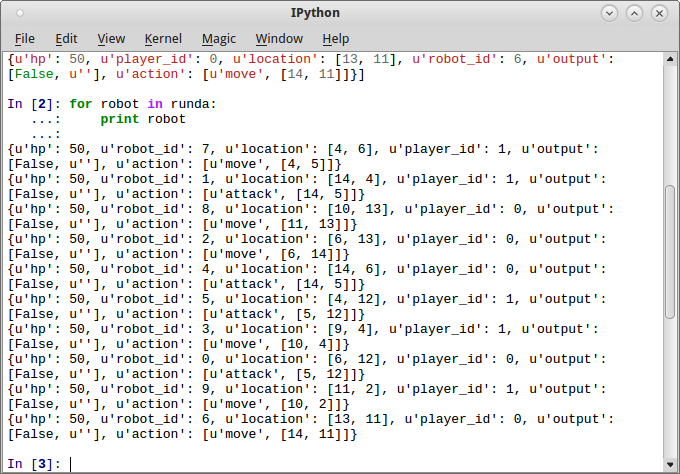 IPython
File Edit View Kernel Magic Window Help
{u'hp': 50, u'player_id': 0, u'location': [13, 11], u'robot_id': 6, u'output':
[False, u''], u'action': [u'move', [14, 11]]}]
In [2]: for robot in runda:
   ...:     print robot
   ...:
{u'hp': 50, u'robot_id': 7, u'location': [4, 6], u'player_id': 1, u'output':
[False, u''], u'action': [u'move', [4, 5]]}
{u'hp': 50, u'robot_id': 1, u'location': [14, 4], u'player_id': 1, u'output':
[False, u''], u'action': [u'attack', [14, 5]]}
{u'hp': 50, u'robot_id': 8, u'location': [10, 13], u'player_id': 0, u'output':
[False, u''], u'action': [u'move', [11, 13]]}
{u'hp': 50, u'robot_id': 2, u'location': [6, 13], u'player_id': 0, u'output':
[False, u''], u'action': [u'move', [6, 14]]}
{u'hp': 50, u'robot_id': 4, u'location': [14, 6], u'player_id': 0, u'output':
[False, u''], u'action': [u'attack', [14, 5]]}
{u'hp': 50, u'robot_id': 5, u'location': [4, 12], u'player_id': 1, u'output':
[False, u''], u'action': [u'attack', [5, 12]]}
{u'hp': 50, u'robot_id': 3, u'location': [9, 4], u'player_id': 1, u'output':
[False, u''], u'action': [u'move', [10, 4]]}
{u'hp': 50, u'robot_id': 0, u'location': [6, 12], u'player_id': 0, u'output':
[False, u''], u'action': [u'attack', [5, 12]]}
{u'hp': 50, u'robot_id': 9, u'location': [11, 2], u'player_id': 1, u'output':
[False, u''], u'action': [u'move', [10, 2]]}
{u'hp': 50, u'robot_id': 6, u'location': [13, 11], u'player_id': 0, u'output':
[False, u''], u'action': [u'move', [14, 11]]}
In [3]: